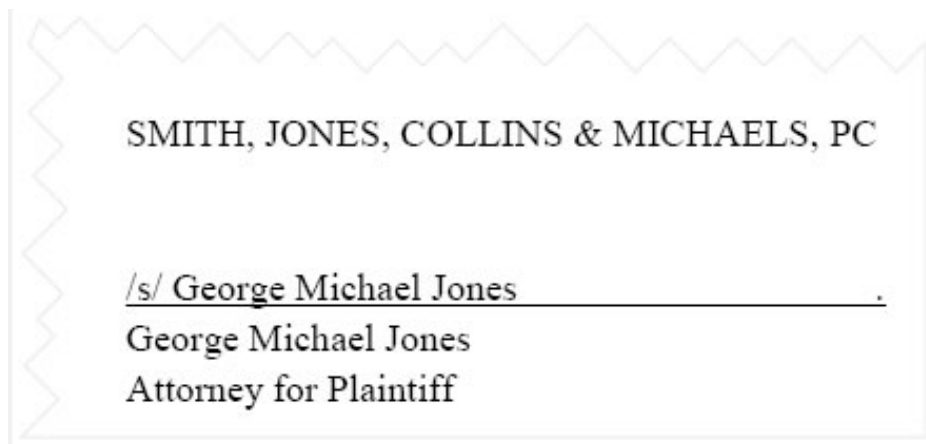 SMITH, JONES, COLLINS & MICHAELS, PC
/s/ George Michael Jones .
George Michael Jones
Attorney for Plaintiff